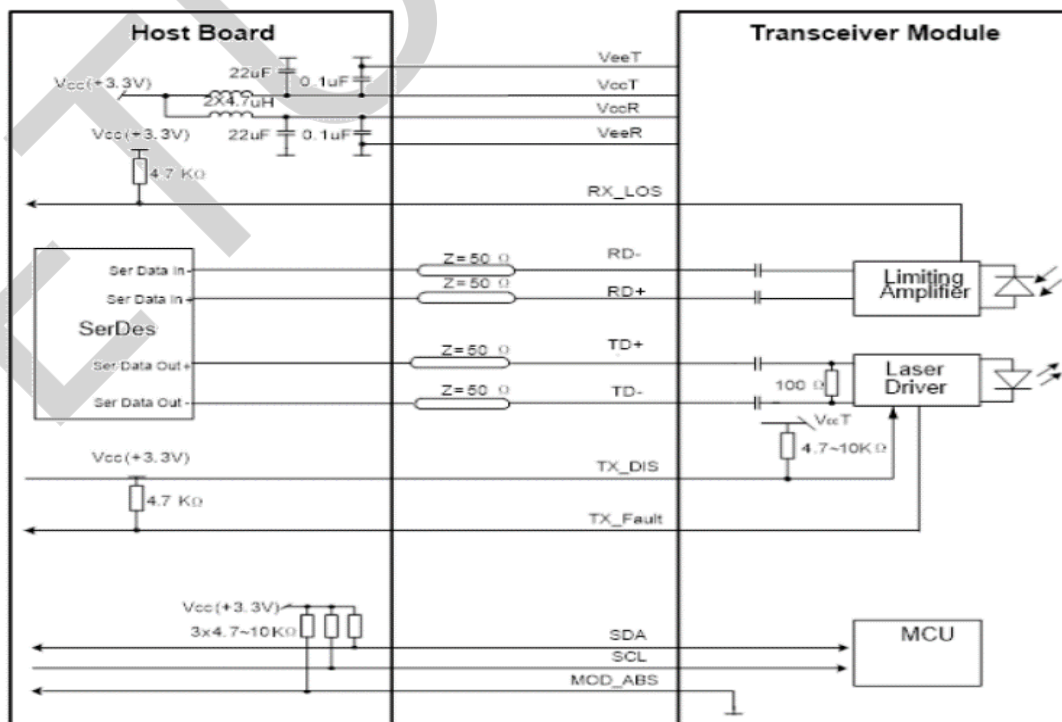 Host Board
Transceiver Module
VeeT
22uF
0.1uF
Vcc(+3.3V)
VccT
2X4.7uH
VccR
Vcc(+3.3V)
22uF
0.1uF
VeeR
4.7 KΩ
RX_LOS
Z=50 Ω
RD-
Ser Data In-
Z=50 Ω
Limiting
Amplifier
Ser Data In+
RD+
SerDes
Z=50 Ω
TD+
Ser Data Out+
Laser
Driver
100 Ω
Z=50 Ω
TD-
Ser Data Out-
VccT
4.7~10KΩ
Vcc(+3.3V)
TX_DIS
4.7 KΩ
TX_Fault
Vcc(+3.3V)
3x4.7~10KΩ
SDA
MCU
SCL
MOD_ABS